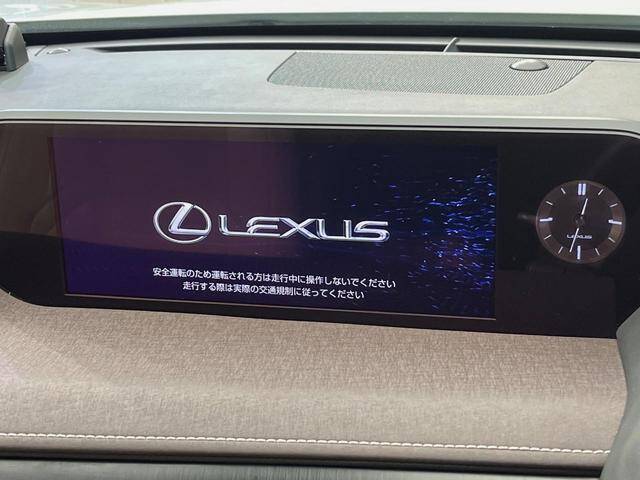 LEXUS
安全運転のため運転される方は走行中に操作しないでください
走行する際は実際の交通規制に従ってください
LEXUS